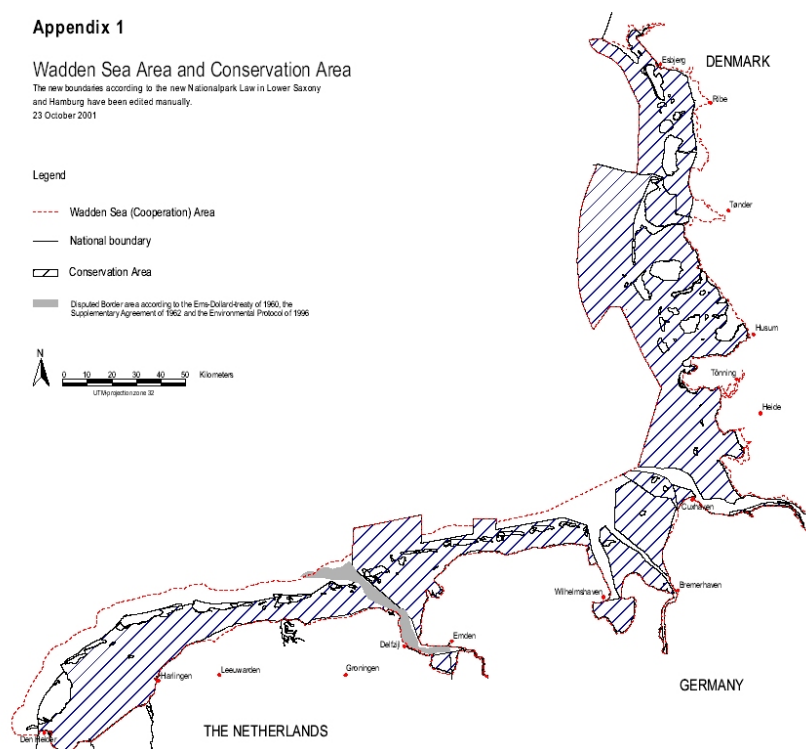 Appendix 1
Wadden Sea Area and Conservation Area
The new boundaries according to the new Nationalpark Law in Lower Saxony
and Hamburg have been edited manually.
23 October 2001
Legend
Wadden Sea (Cooperation) Area
National boundary
Conservation Area
Disputed Border area according to the Ems-Dollard-treaty of 1960, the
Supplementary Agreement of 1962 and the Environmental Protocol of 1996
N
0 10 20 30 40 50 Kilometers
UTM-projection zone 32
DENMARK
Esbjerg
Ribe
Tønder
Husum
Tönning
Heide
Cuxhaven
Wilhelmshaven
Bremerhaven
Emden
Delfzijl
Groningen
Leeuwarden
Harlingen
Den Helder
GERMANY
THE NETHERLANDS